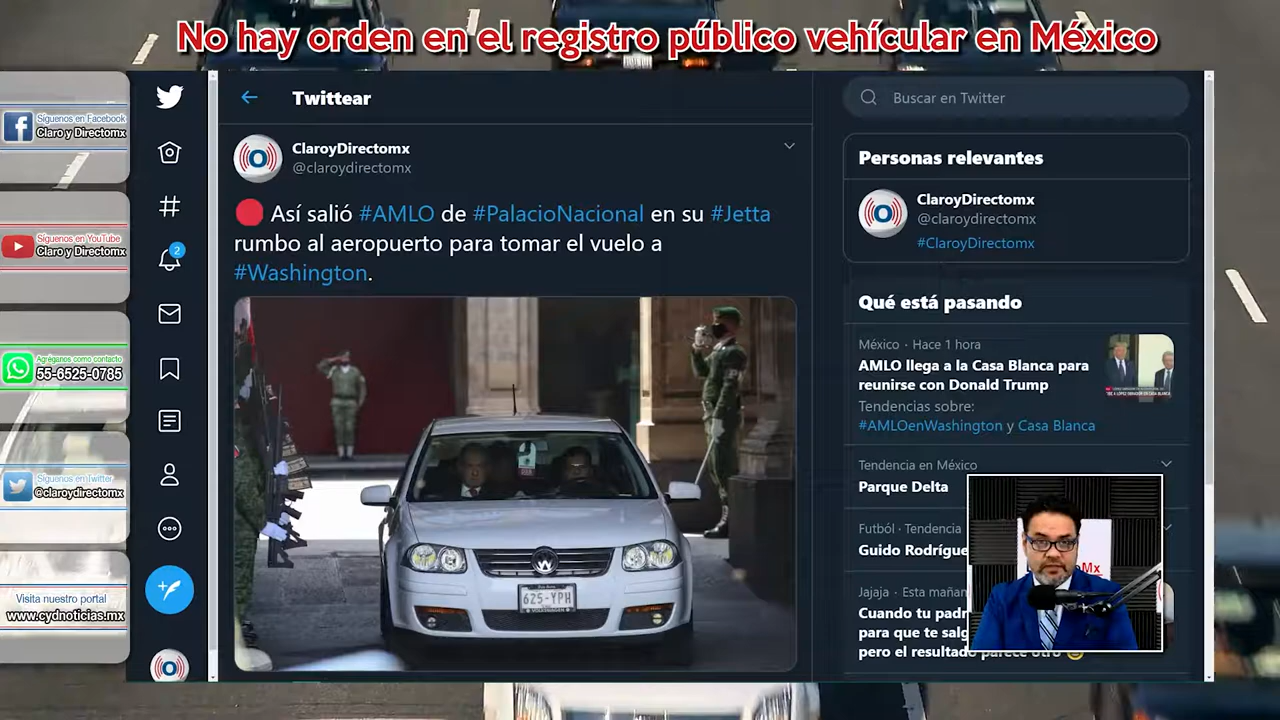 No hay orden en el registro público vehícular en México
Síguenos en Facebook
Claro y Directomx
Síguenos en YouTube
Claro y Directomx
Agréganos como contacto
55-6525-0785
Síguenos en Twitter
@claroydirectomx
Visita nuestro portal
www.cydnoticias.mx
2
Twittear
ClaroyDirectomx
@claroydirectomx
Así salió #AMLO de #PalacioNacional en su #Jetta
rumbo al aeropuerto para tomar el vuelo a
#Washington.
625-YPH
Buscar en Twitter
Personas relevantes
ClaroyDirectomx
@claroydirectomx
#ClaroyDirectomx
Qué está pasando
México · Hace 1 hora
AMLO llega a la Casa Blanca para
reunirse con Donald Trump
Tendencias sobre:
#AMLOenWashington y Casa Blanca
Tendencia en México
Parque Delta
Futból · Tendencia
Guido Rodrígue
Jajaja · Esta mañan
Cuando tu padr
para que te salg
pero el resultado parece otro